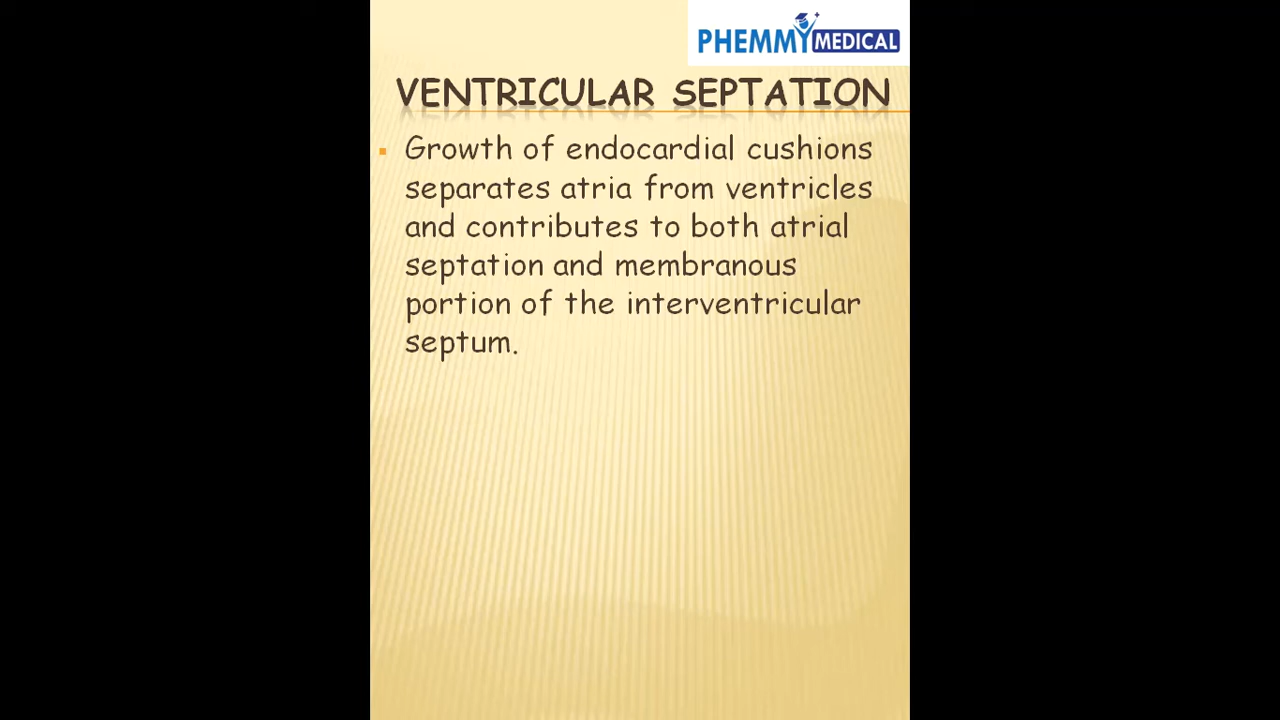 PHEMMY MEDICAL
VENTRICULAR SEPTATION
Growth of endocardial cushions
separates atria from ventricles
and contributes to both atrial
septation and membranous
portion of the interventricular
septum.